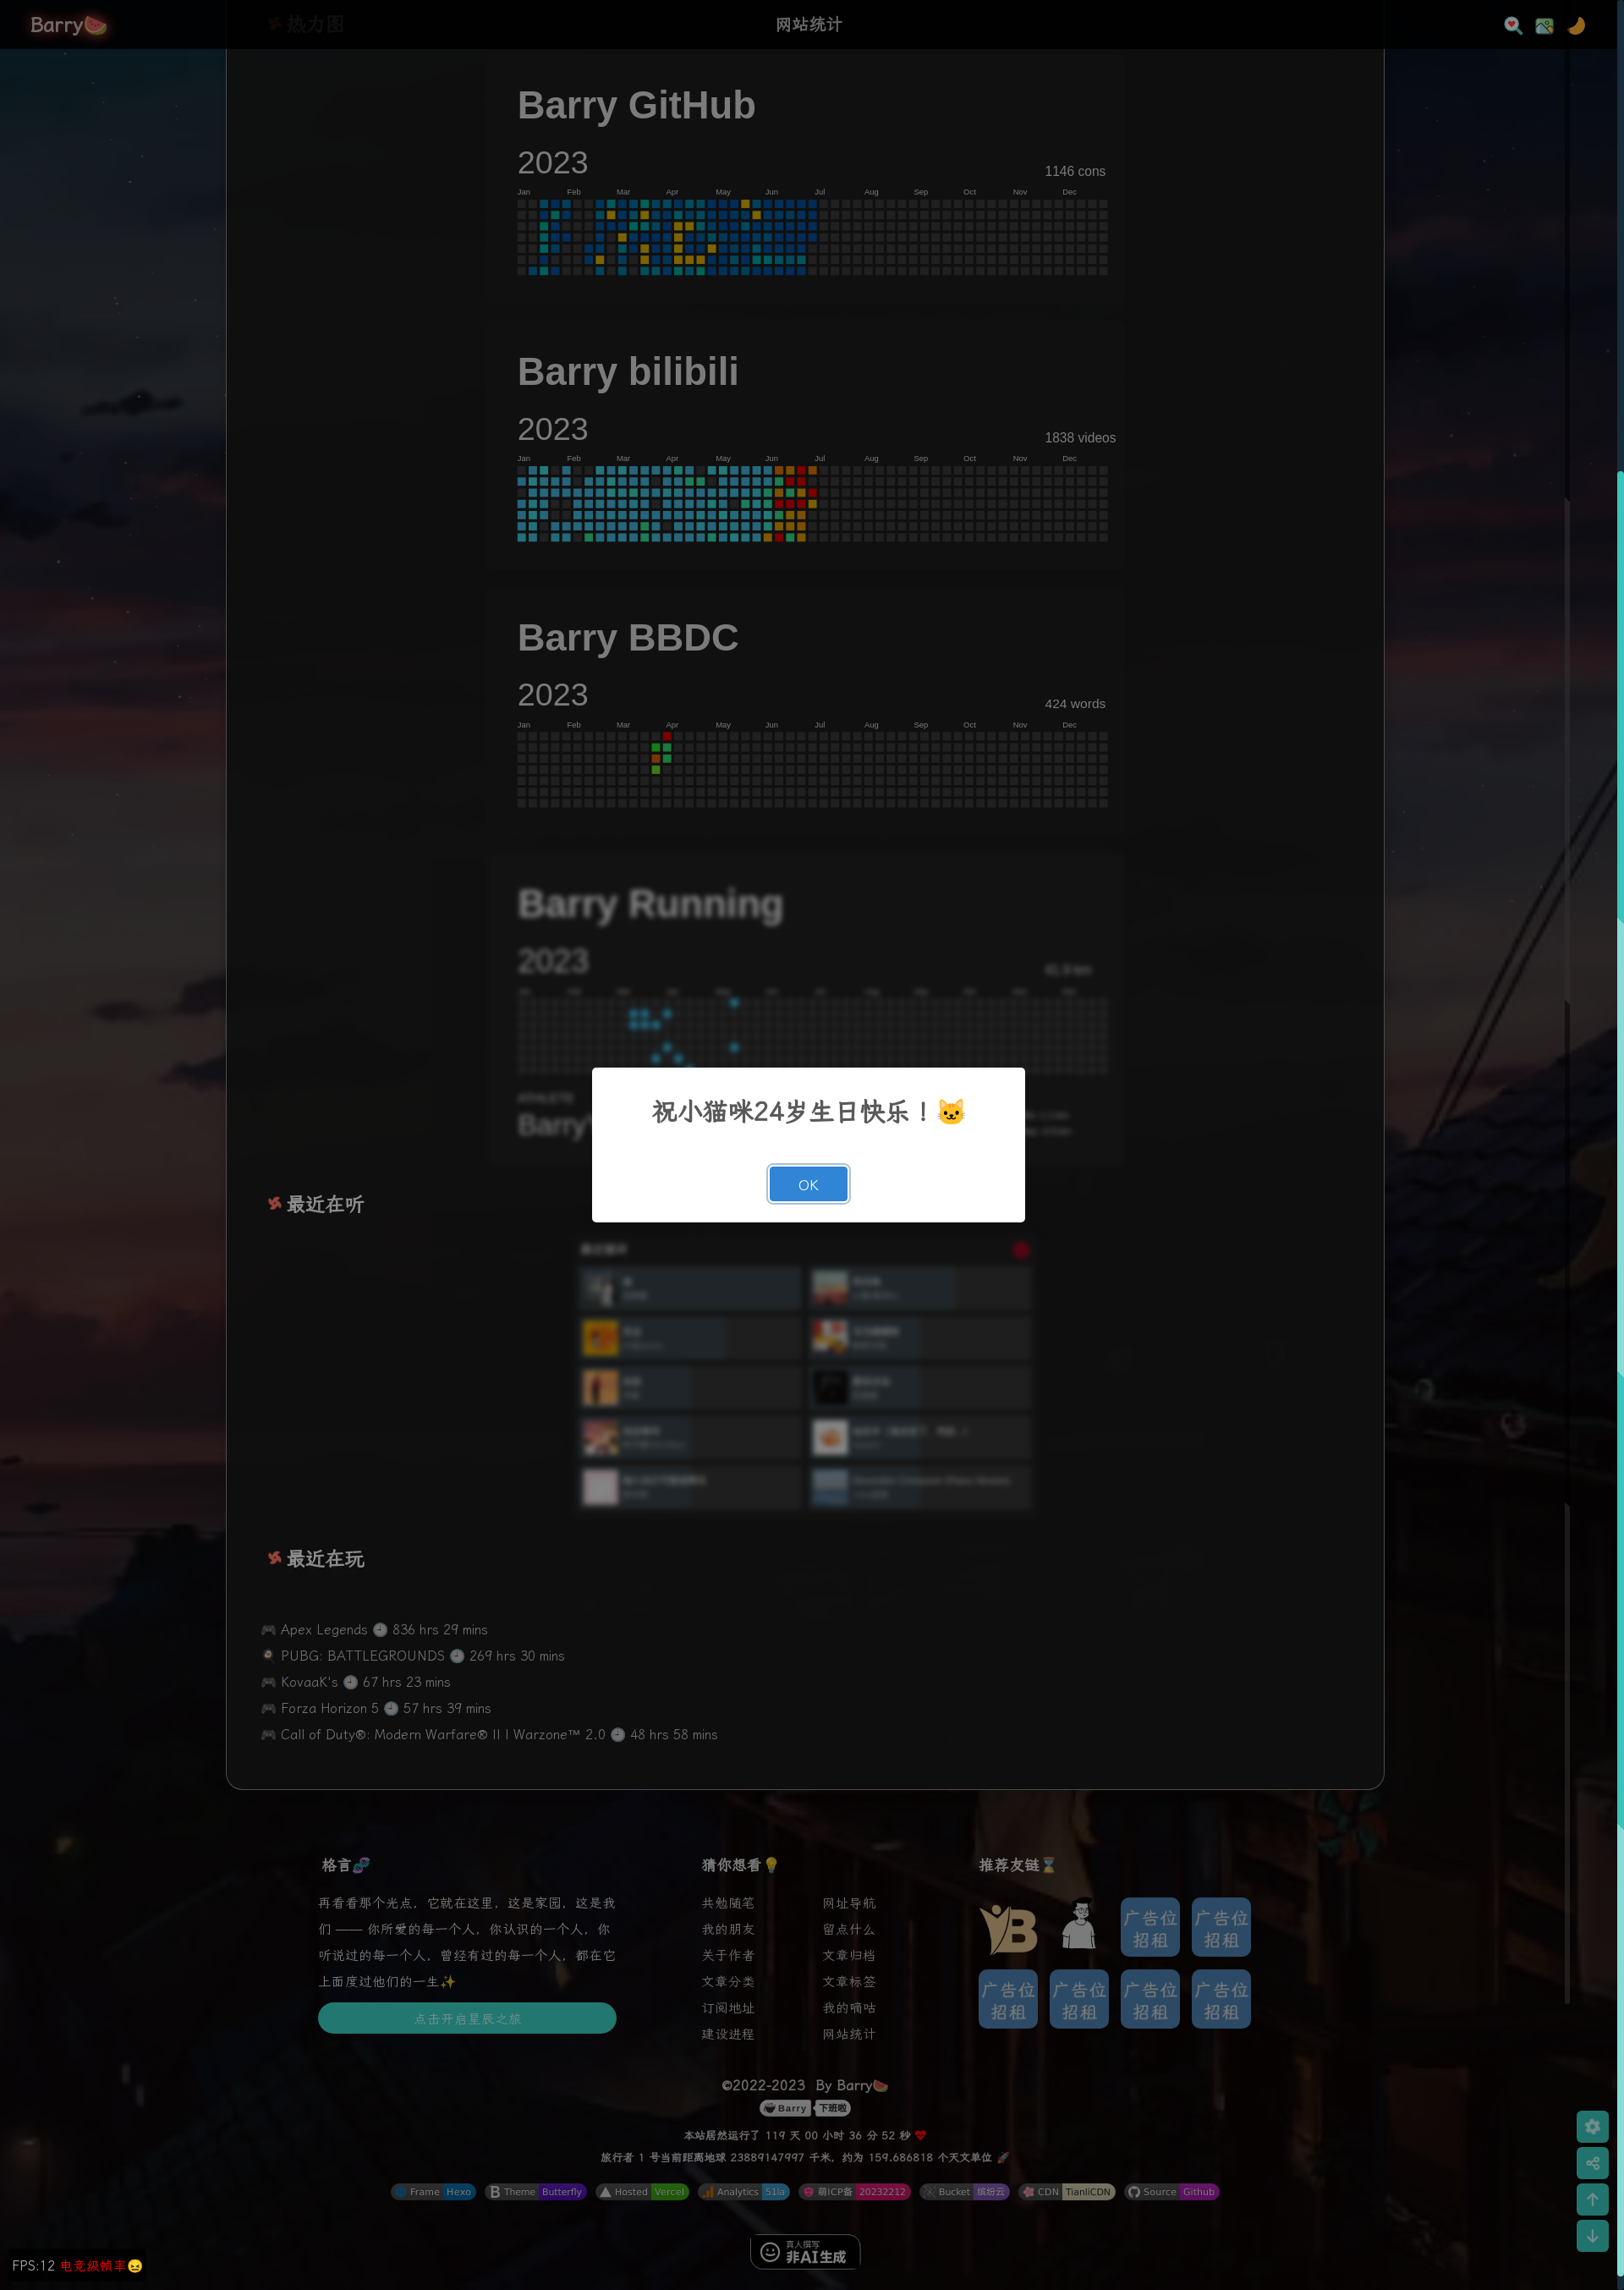 Barry🍉
热力图
网站统计
Barry GitHub
2023
1146 cons
Jan Feb Mar Apr May Jun Jul Aug Sep Oct Nov Dec
Barry bilibili
2023
1838 videos
Jan Feb Mar Apr May Jun Jul Aug Sep Oct Nov Dec
Barry BBDC
2023
424 words
Jan Feb Mar Apr May Jun Jul Aug Sep Oct Nov Dec
Barry Running
2023
ATHLETE
Barry
祝小猫咪24岁生日快乐！🐱
OK
最近在听
最近在玩
🎮 Apex Legends 🕘 836 hrs 29 mins
🍳 PUBG: BATTLEGROUNDS 🕘 269 hrs 30 mins
🎮 KovaaK's 🕘 67 hrs 23 mins
🎮 Forza Horizon 5 🕘 57 hrs 39 mins
🎮 Call of Duty®: Modern Warfare® II | Warzone™ 2.0 🕘 48 hrs 58 mins
格言🧬
再看看那个光点，它就在这里，这是家园，这是我
们 —— 你所爱的每一个人，你认识的一个人，你
听说过的每一个人，曾经有过的每一个人，都在它
上面度过他们的一生✨
点击开启星辰之旅
猜你想看💡
共勉随笔 网址导航
我的朋友 留点什么
关于作者 文章归档
文章分类 文章标签
订阅地址 我的嘀咕
建设进程 网站统计
推荐友链⌛
广告位
招租
广告位
招租
广告位
招租
广告位
招租
广告位
招租
广告位
招租
©2022-2023 By Barry🍉
Barry 下班啦
本站居然运行了 119 天 00 小时 36 分 52 秒 ❤
旅行者 1 号当前距离地球 23889147997 千米，约为 159.686818 个天文单位 🚀
Frame Hexo Theme Butterfly Hosted Vercel Analytics 51la 萌ICP备 20232212 Bucket 缤纷云 CDN TianliCDN Source Github
真人撰写
非AI生成
FPS:12 电竞级帧率😖